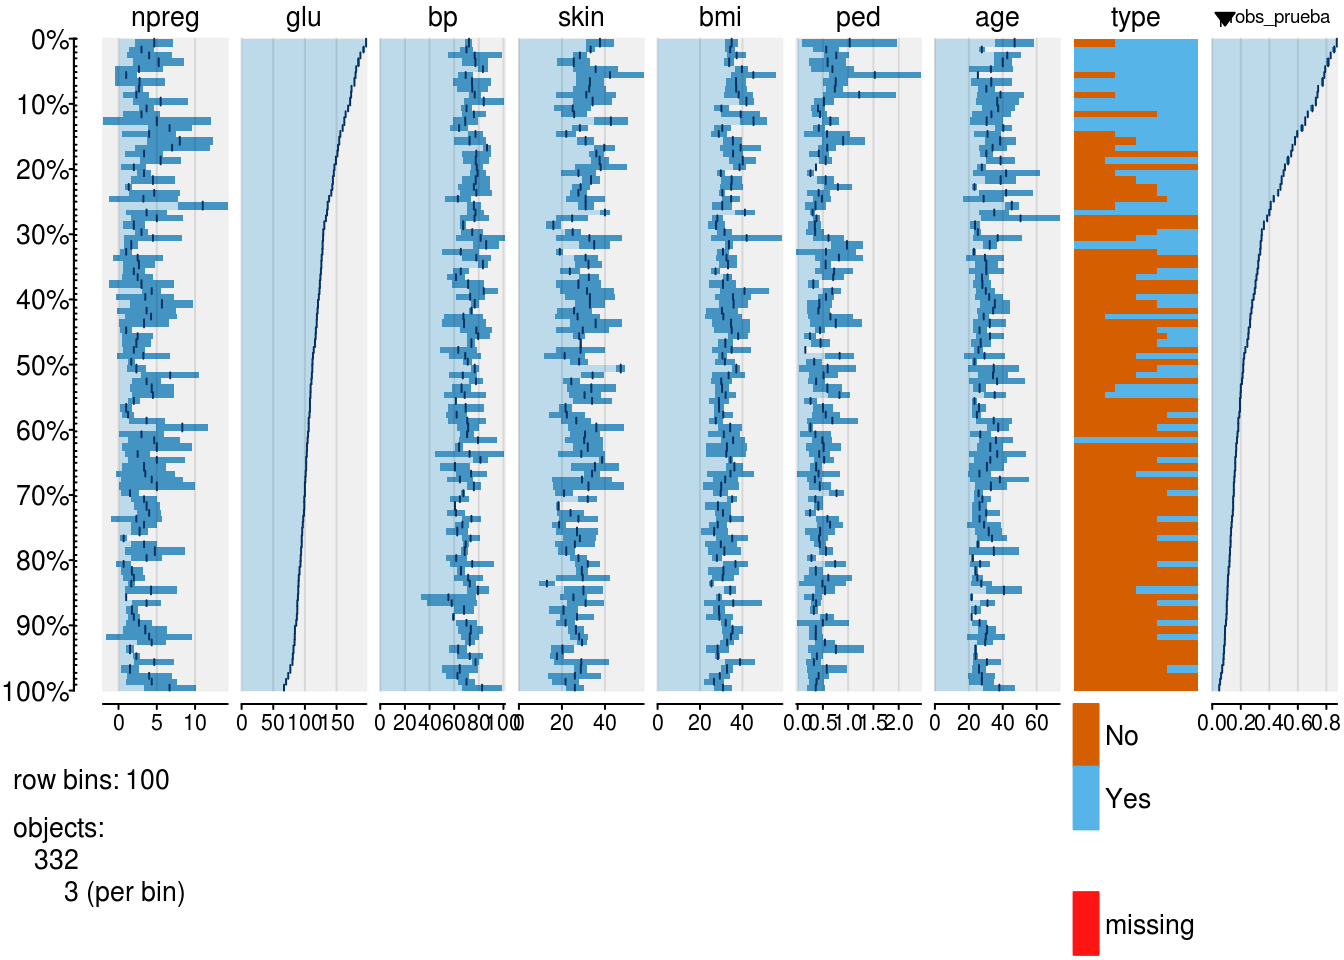 npreg glu bp skin bmi ped age type probs_prueba
0%
10%
20%
30%
40%
50%
60%
70%
80%
90%
100%
0 5 10 0 50 100 150 0 20 40 60 80 100 0 20 40 0 20 40 0.0 0.5 1.0 1.5 2.0 0 20 40 60 0.0 0.2 0.4 0.6 0.8
No
Yes
missing
row bins: 100
objects:
332
3 (per bin)